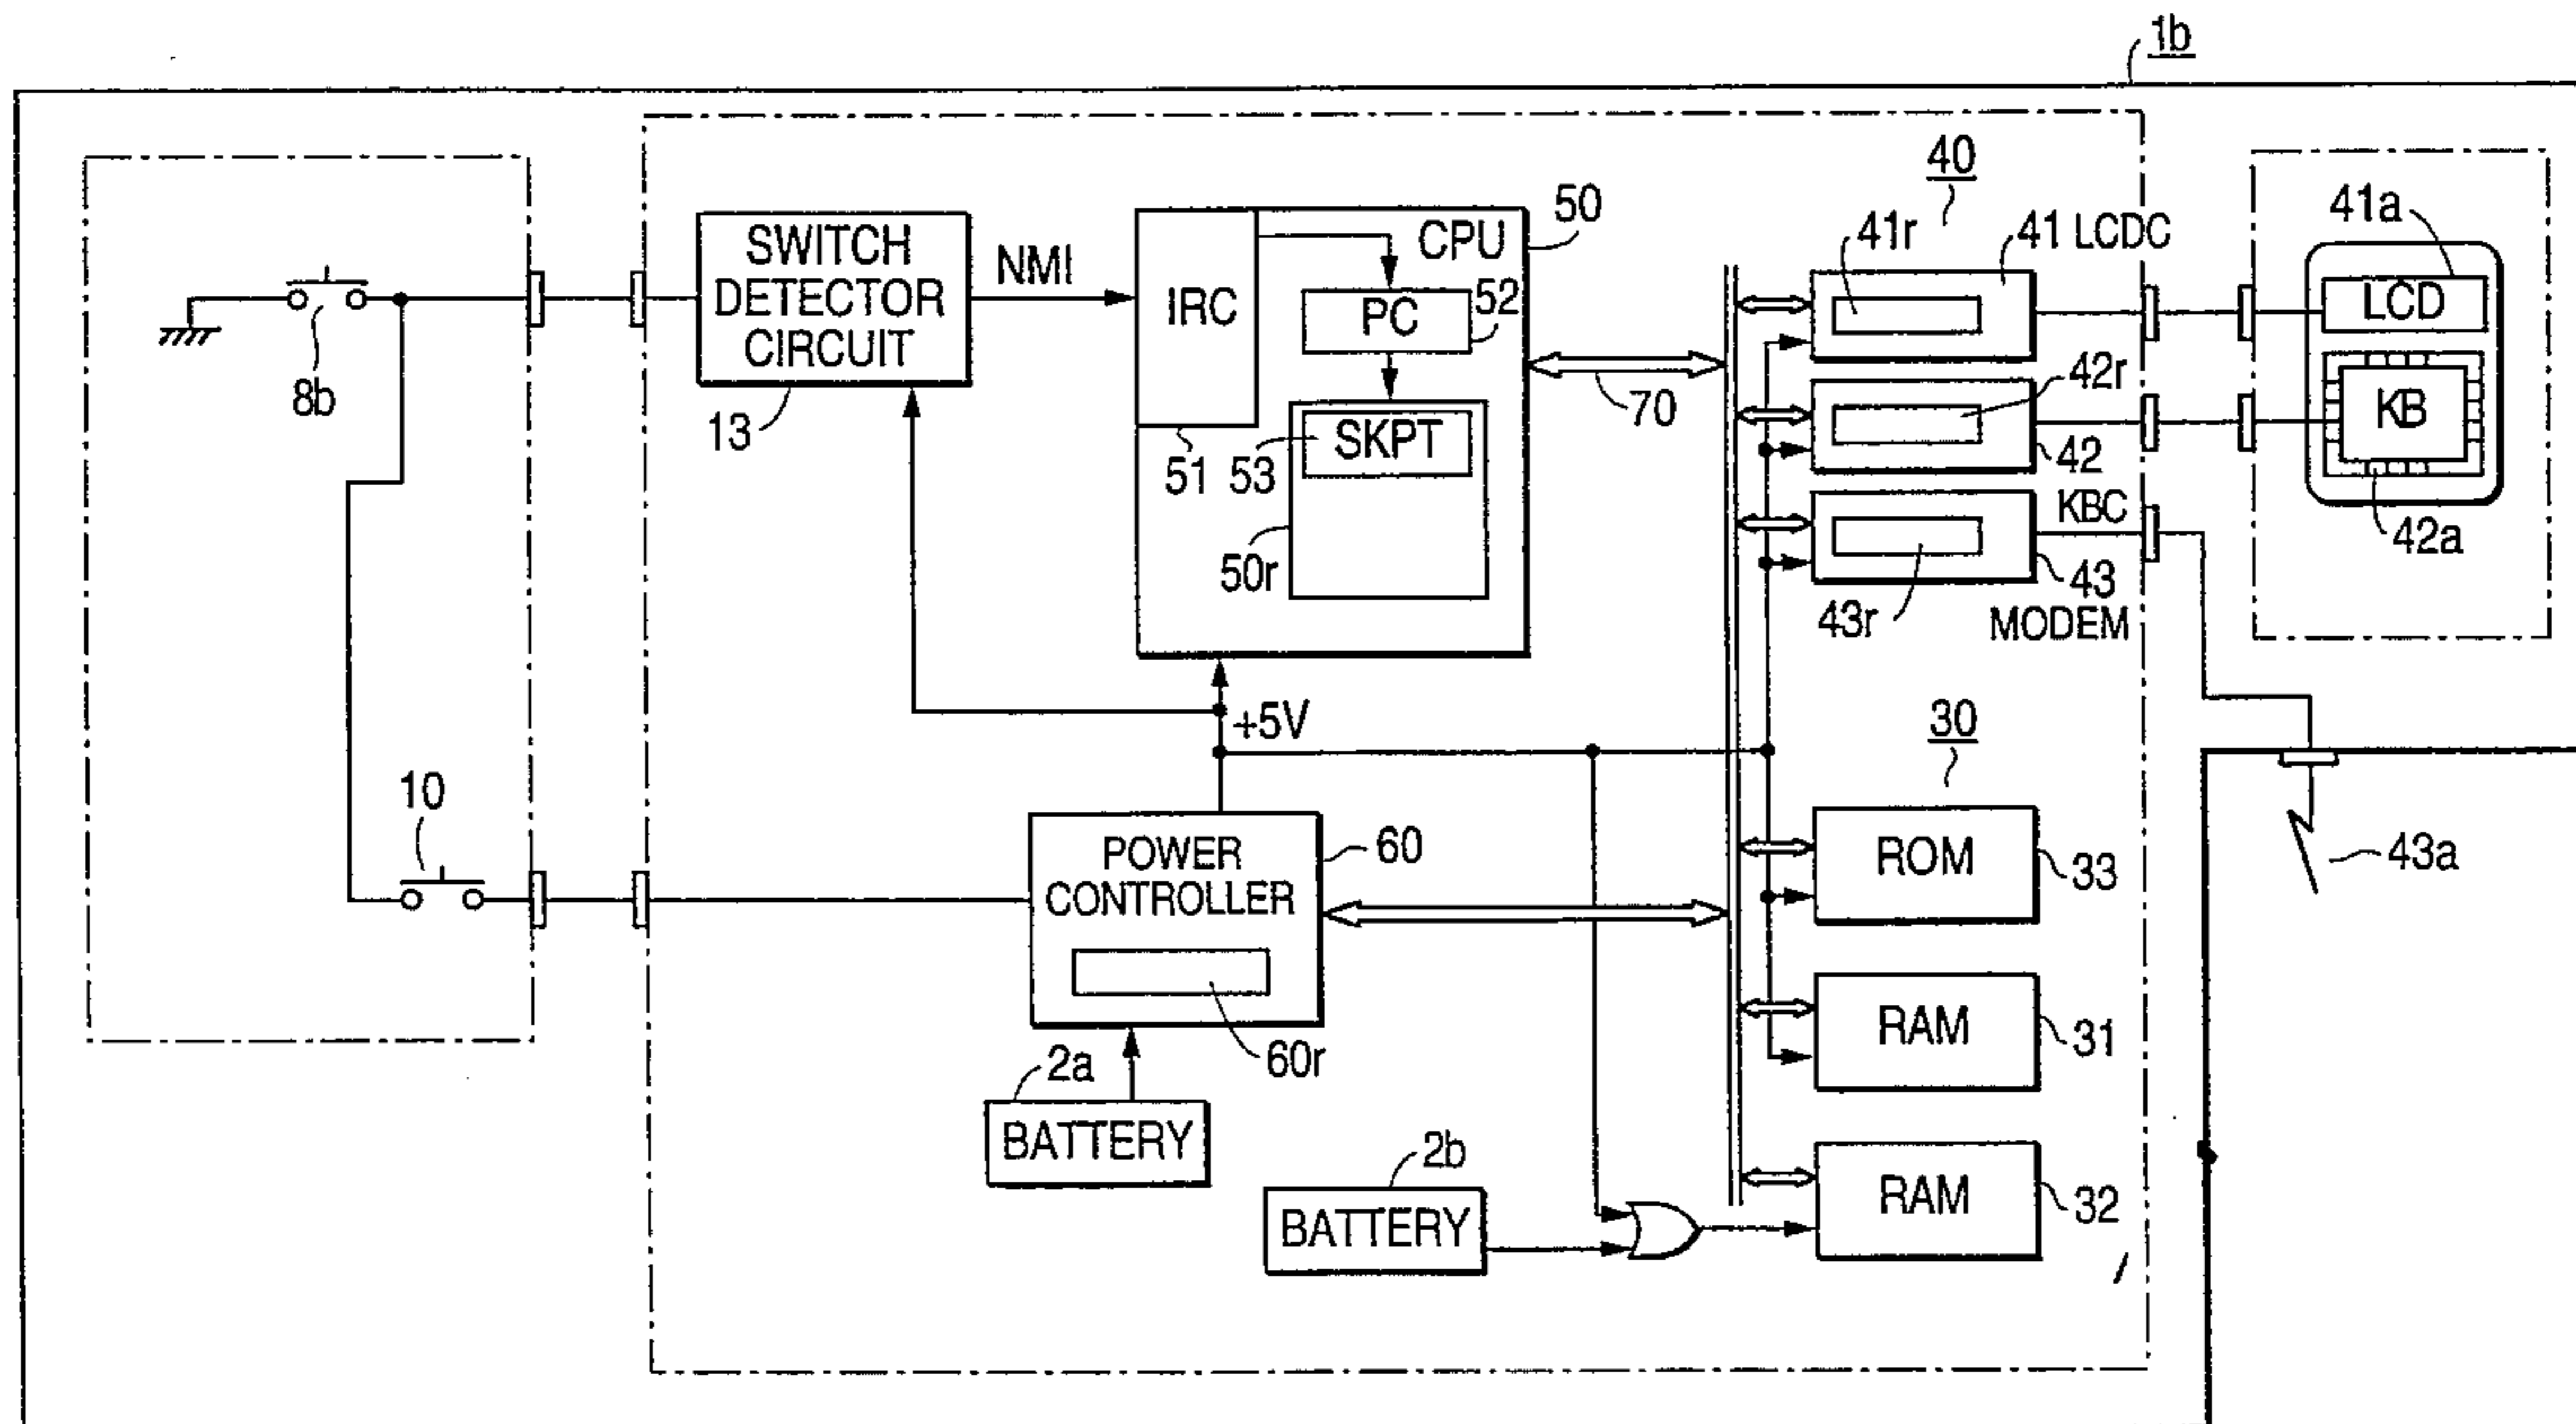 1b
40
50
41a
SWITCH
DETECTOR
CIRCUIT
NMI
IRC
CPU
PC
52
41r
41 LCDC
LCD
8b
13
51
53
SKPT
70
42r
42
KB
42a
50r
KBC
43r
43
MODEM
+5V
30
10
POWER
CONTROLLER
60
60r
ROM
33
43a
2a
BATTERY
RAM
31
2b
BATTERY
RAM
32